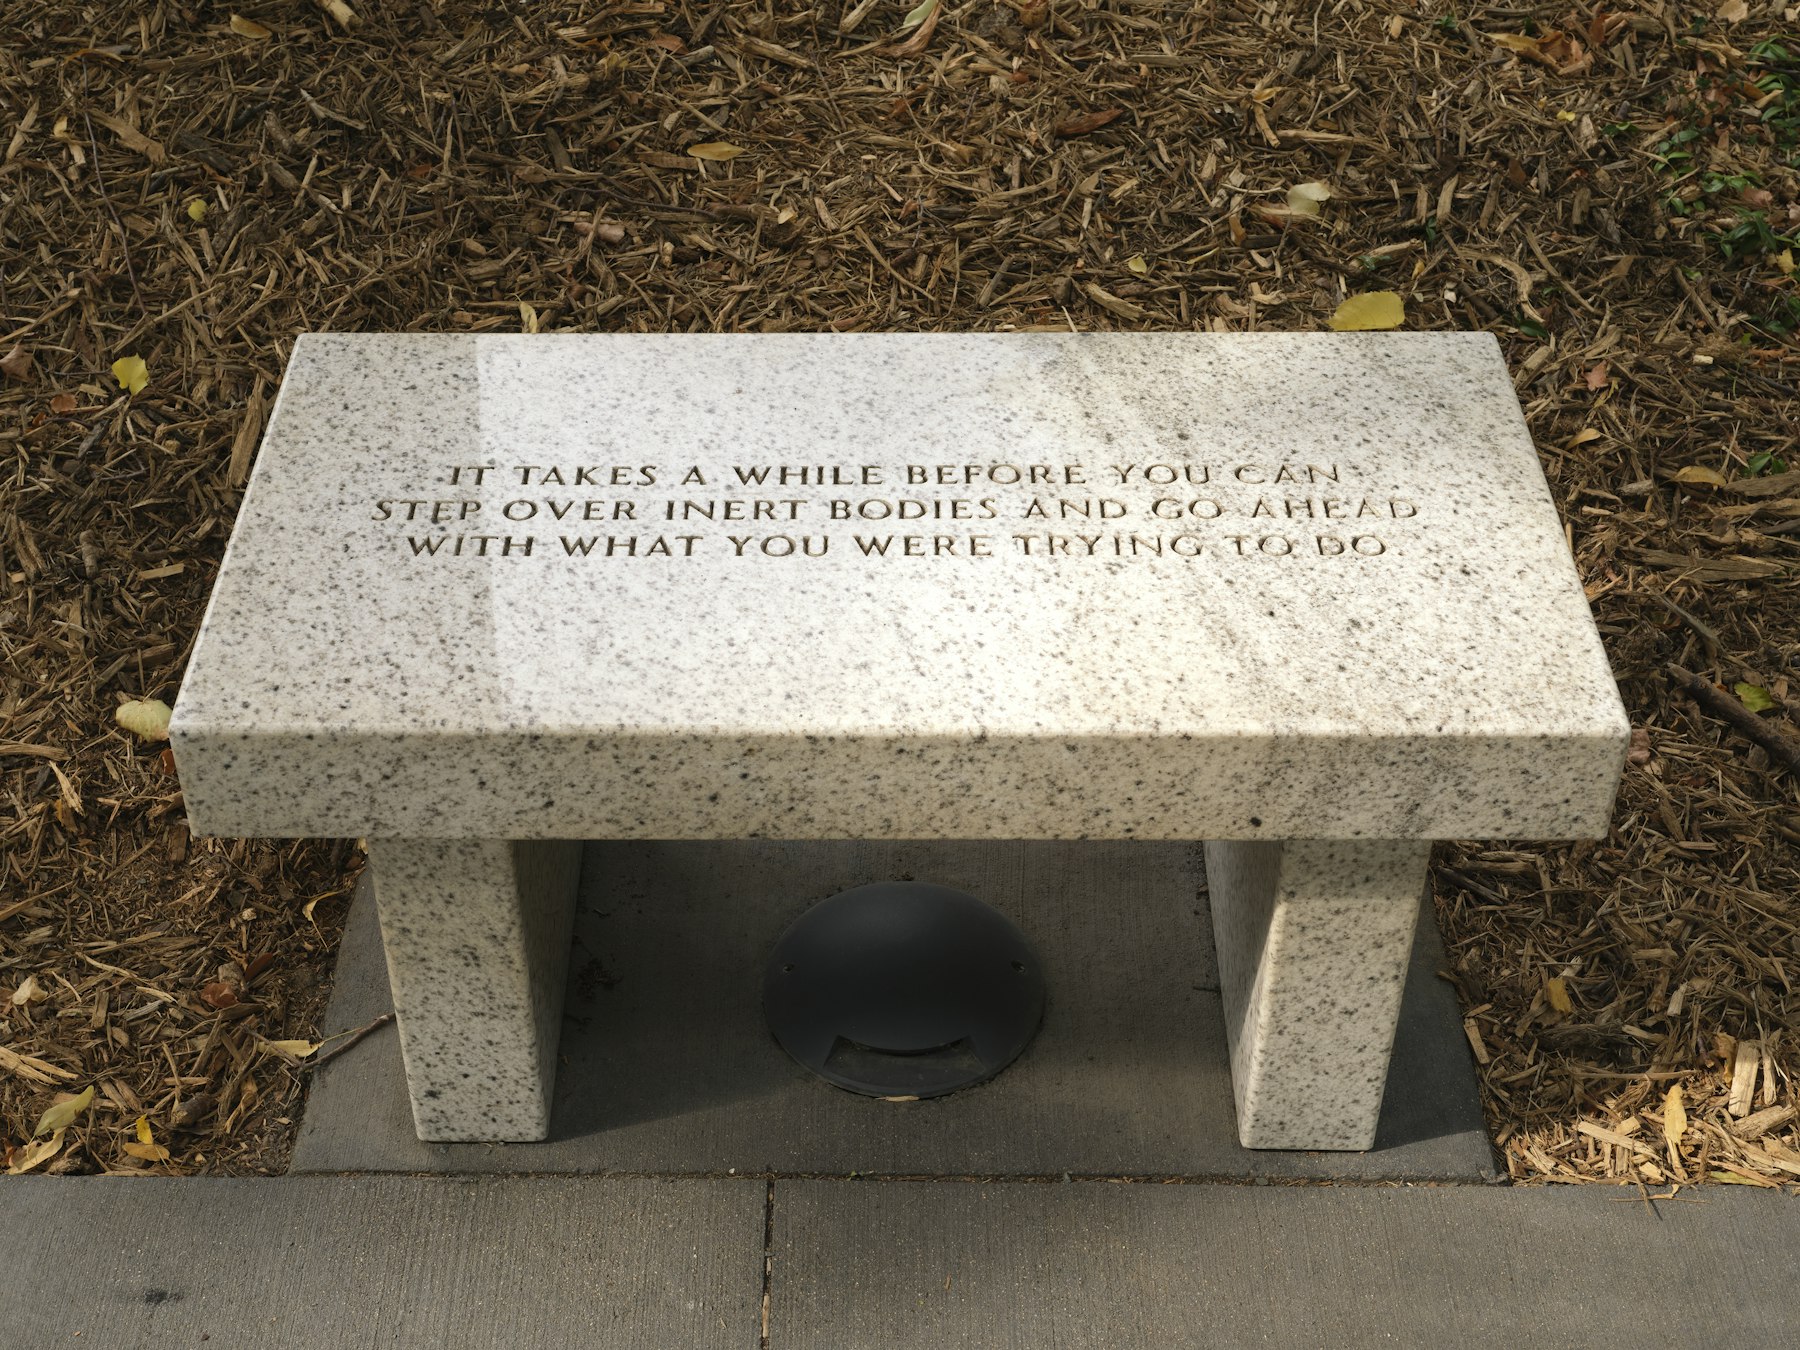 IT TAKES A WHILE BEFORE YOU CAN
STEP OVER INERT BODIES AND GO AHEAD
WITH WHAT YOU WERE TRYING TO DO.